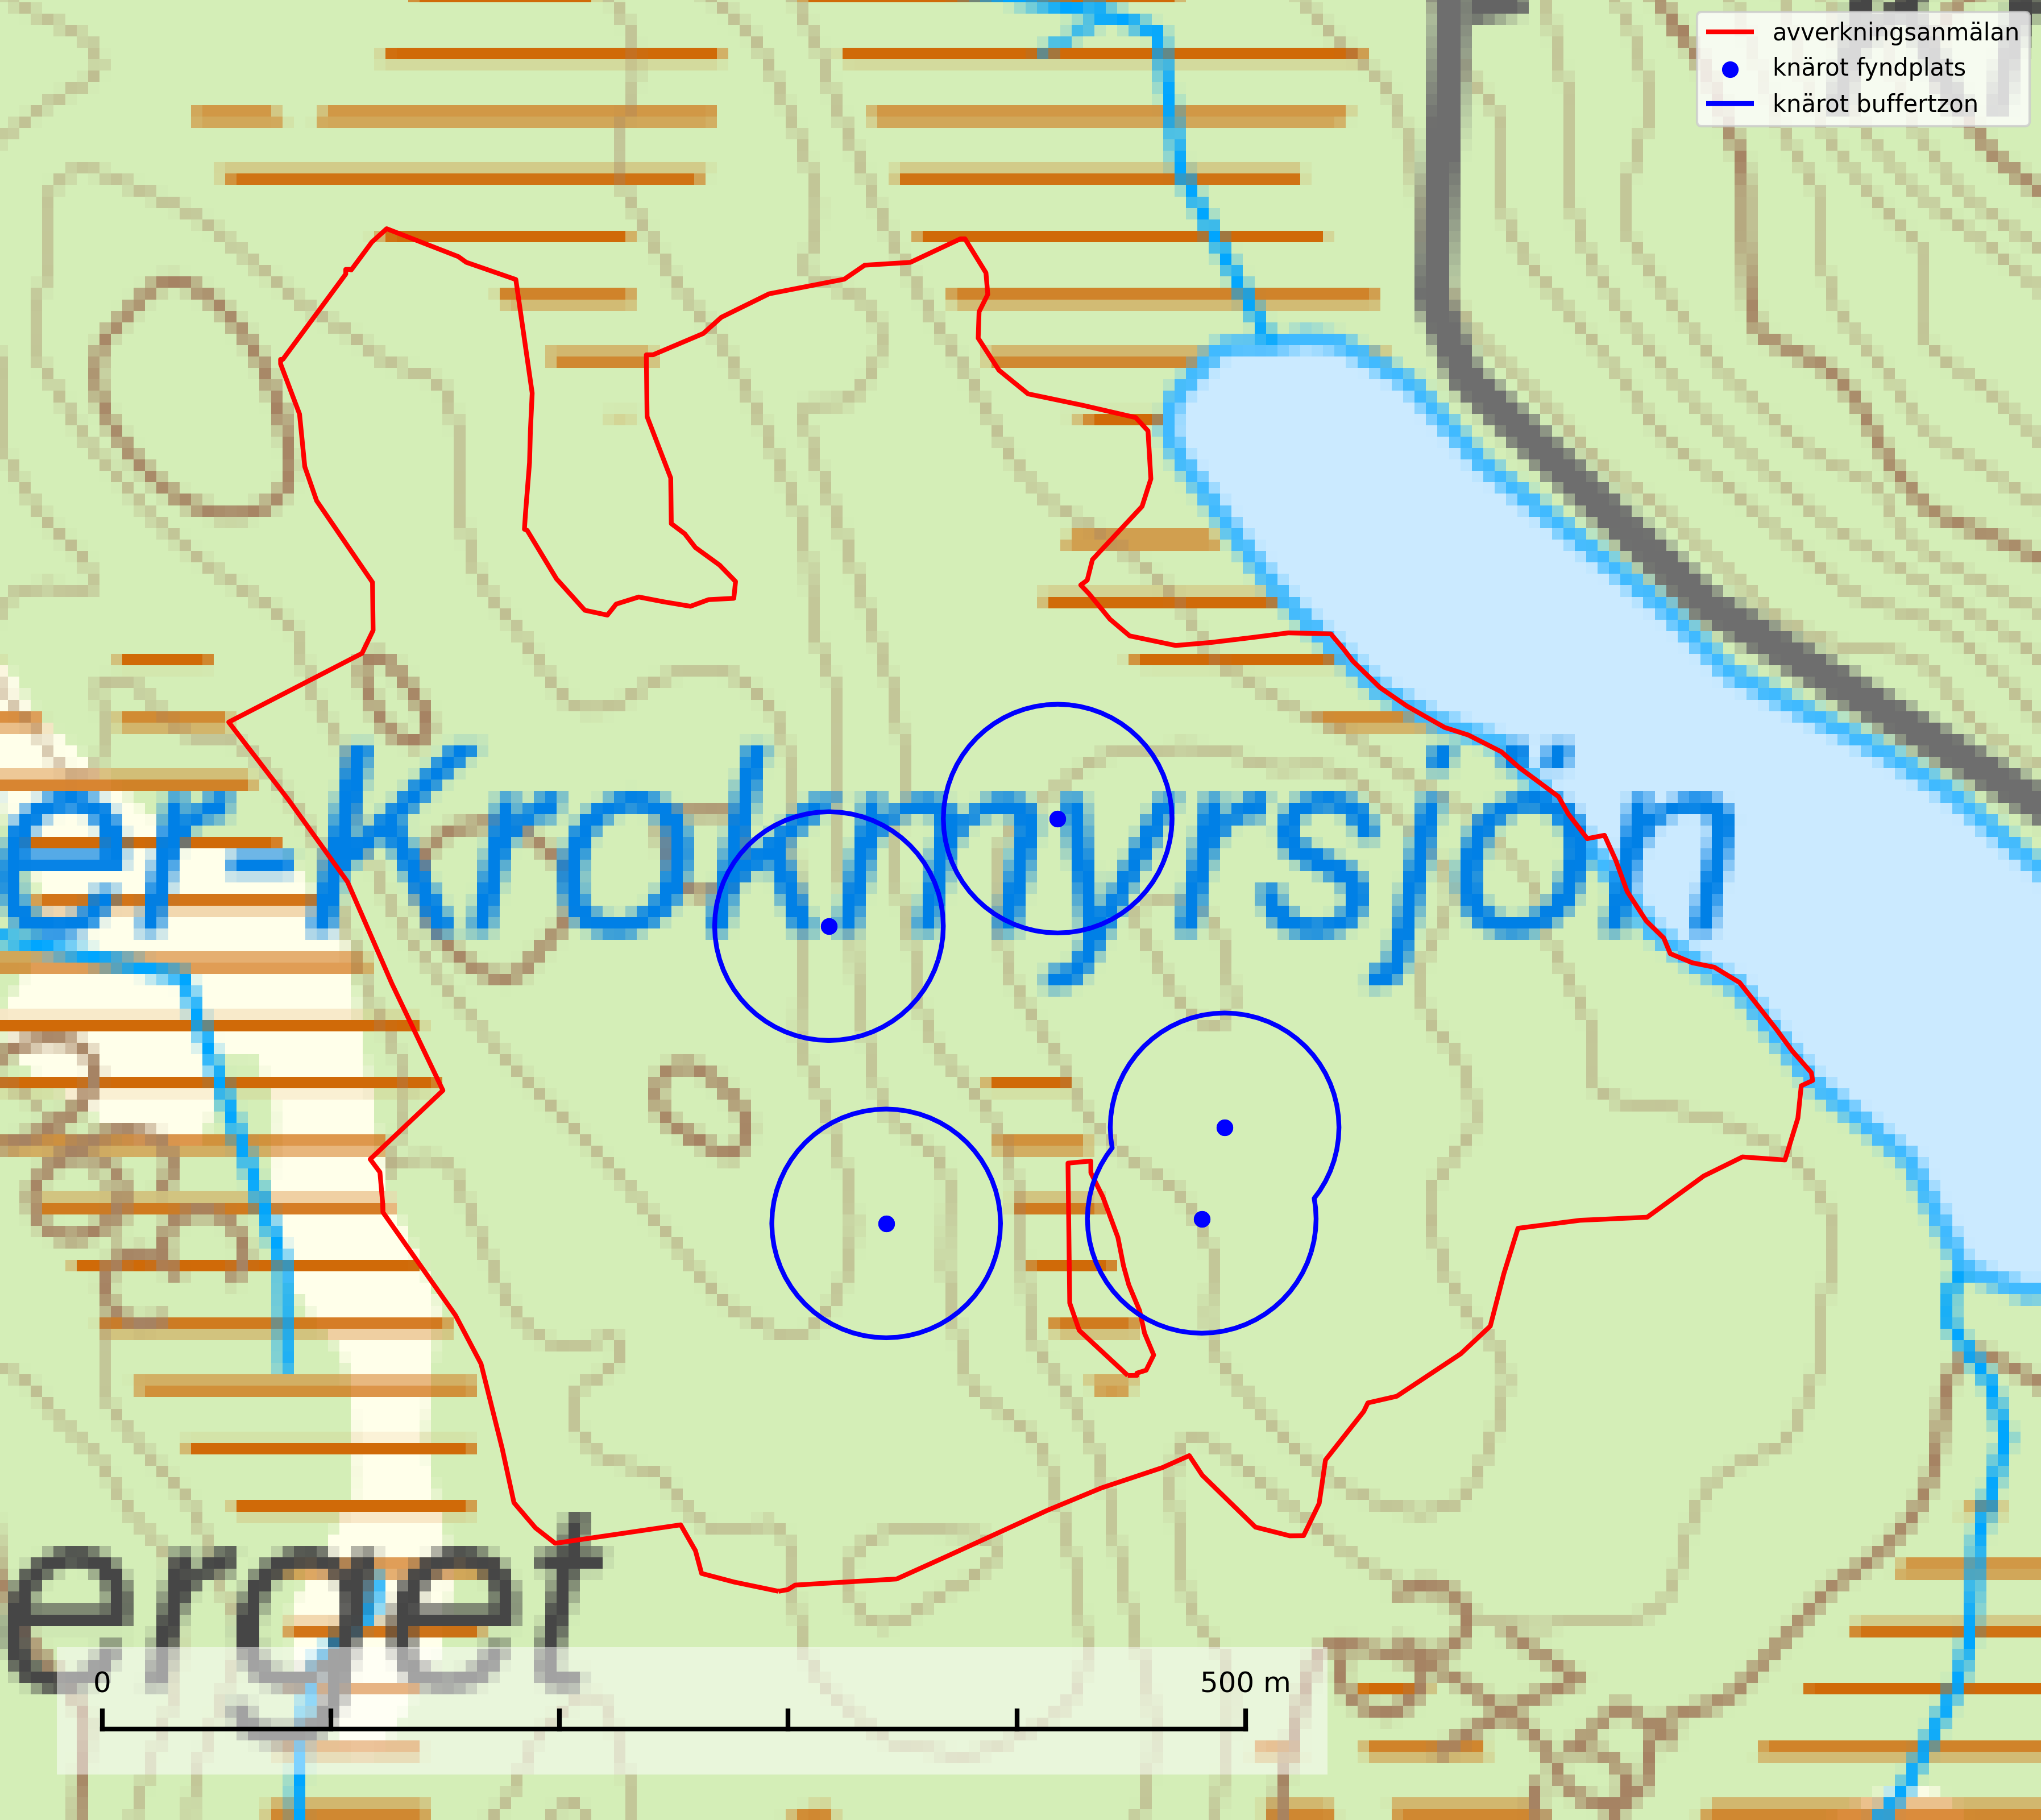 avverkningsanmälan
knärot fyndplats
knärot buffertzon
er-Krokmyrsjön
erget
0 500 m